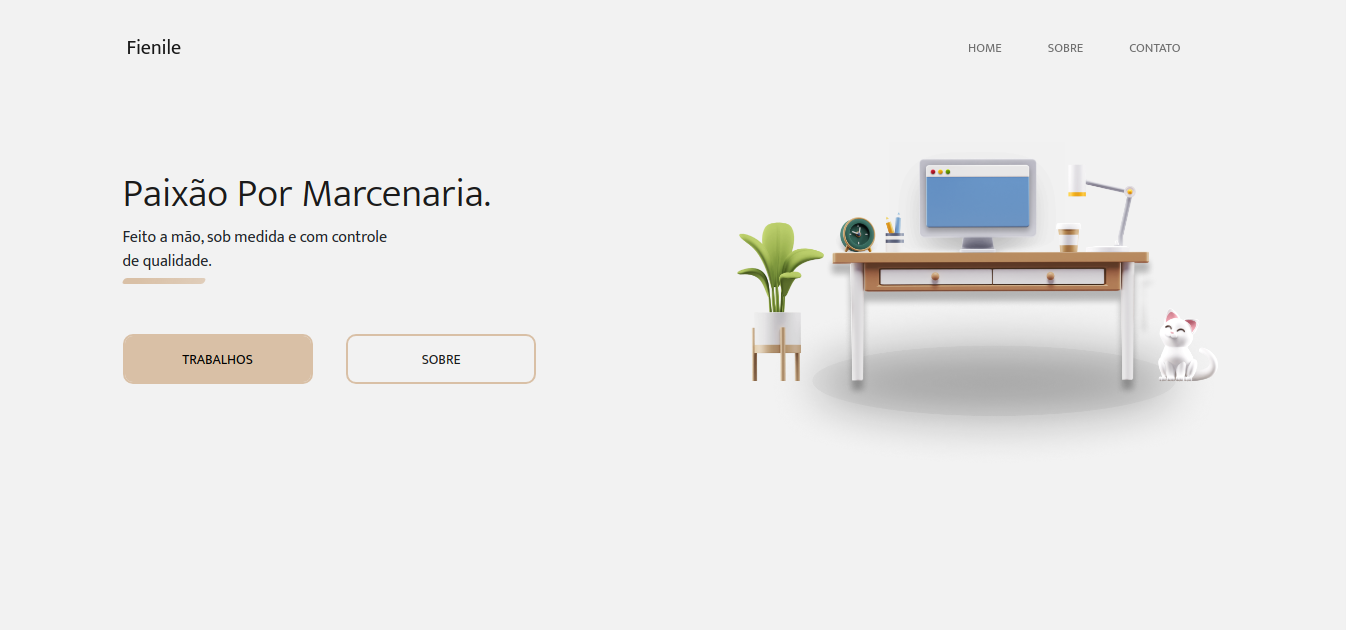 Fienile
HOME SOBRE CONTATO
Paixão Por Marcenaria.
Feito a mão, sob medida e com controle
de qualidade.
TRABALHOS
SOBRE